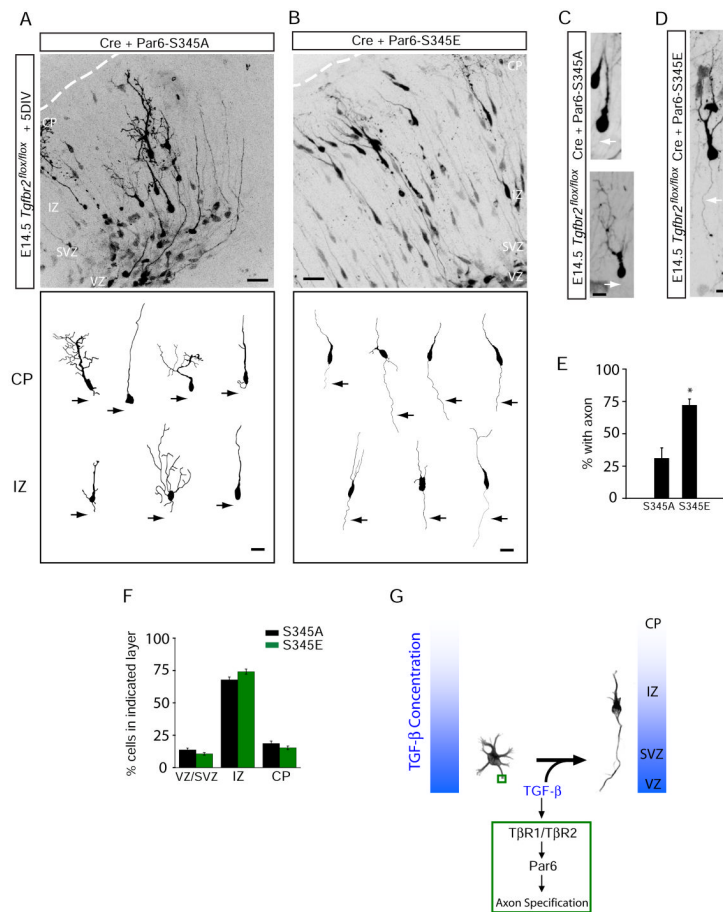 A
Cre + Par6-S345A
E14.5 Tgfbr2flox/flox + 5DIV
CP
IZ
SVZ
VZ
B
Cre + Par6-S345E
CP
IZ
SVZ
VZ
C
E14.5 Tgfbr2flox/flox Cre + Par6-S345A
D
E14.5 Tgfbr2flox/flox Cre + Par6-S345E
CP
IZ
E
% with axon
100
75
50
25
0
*
S345A S345E
F
S345A
S345E
% cells in indicated layer
100
75
50
25
0
VZ/SVZ IZ CP
G
TGF-β Concentration
CP
IZ
SVZ
VZ
TGF-β
TβR1/TβR2
Par6
Axon Specification